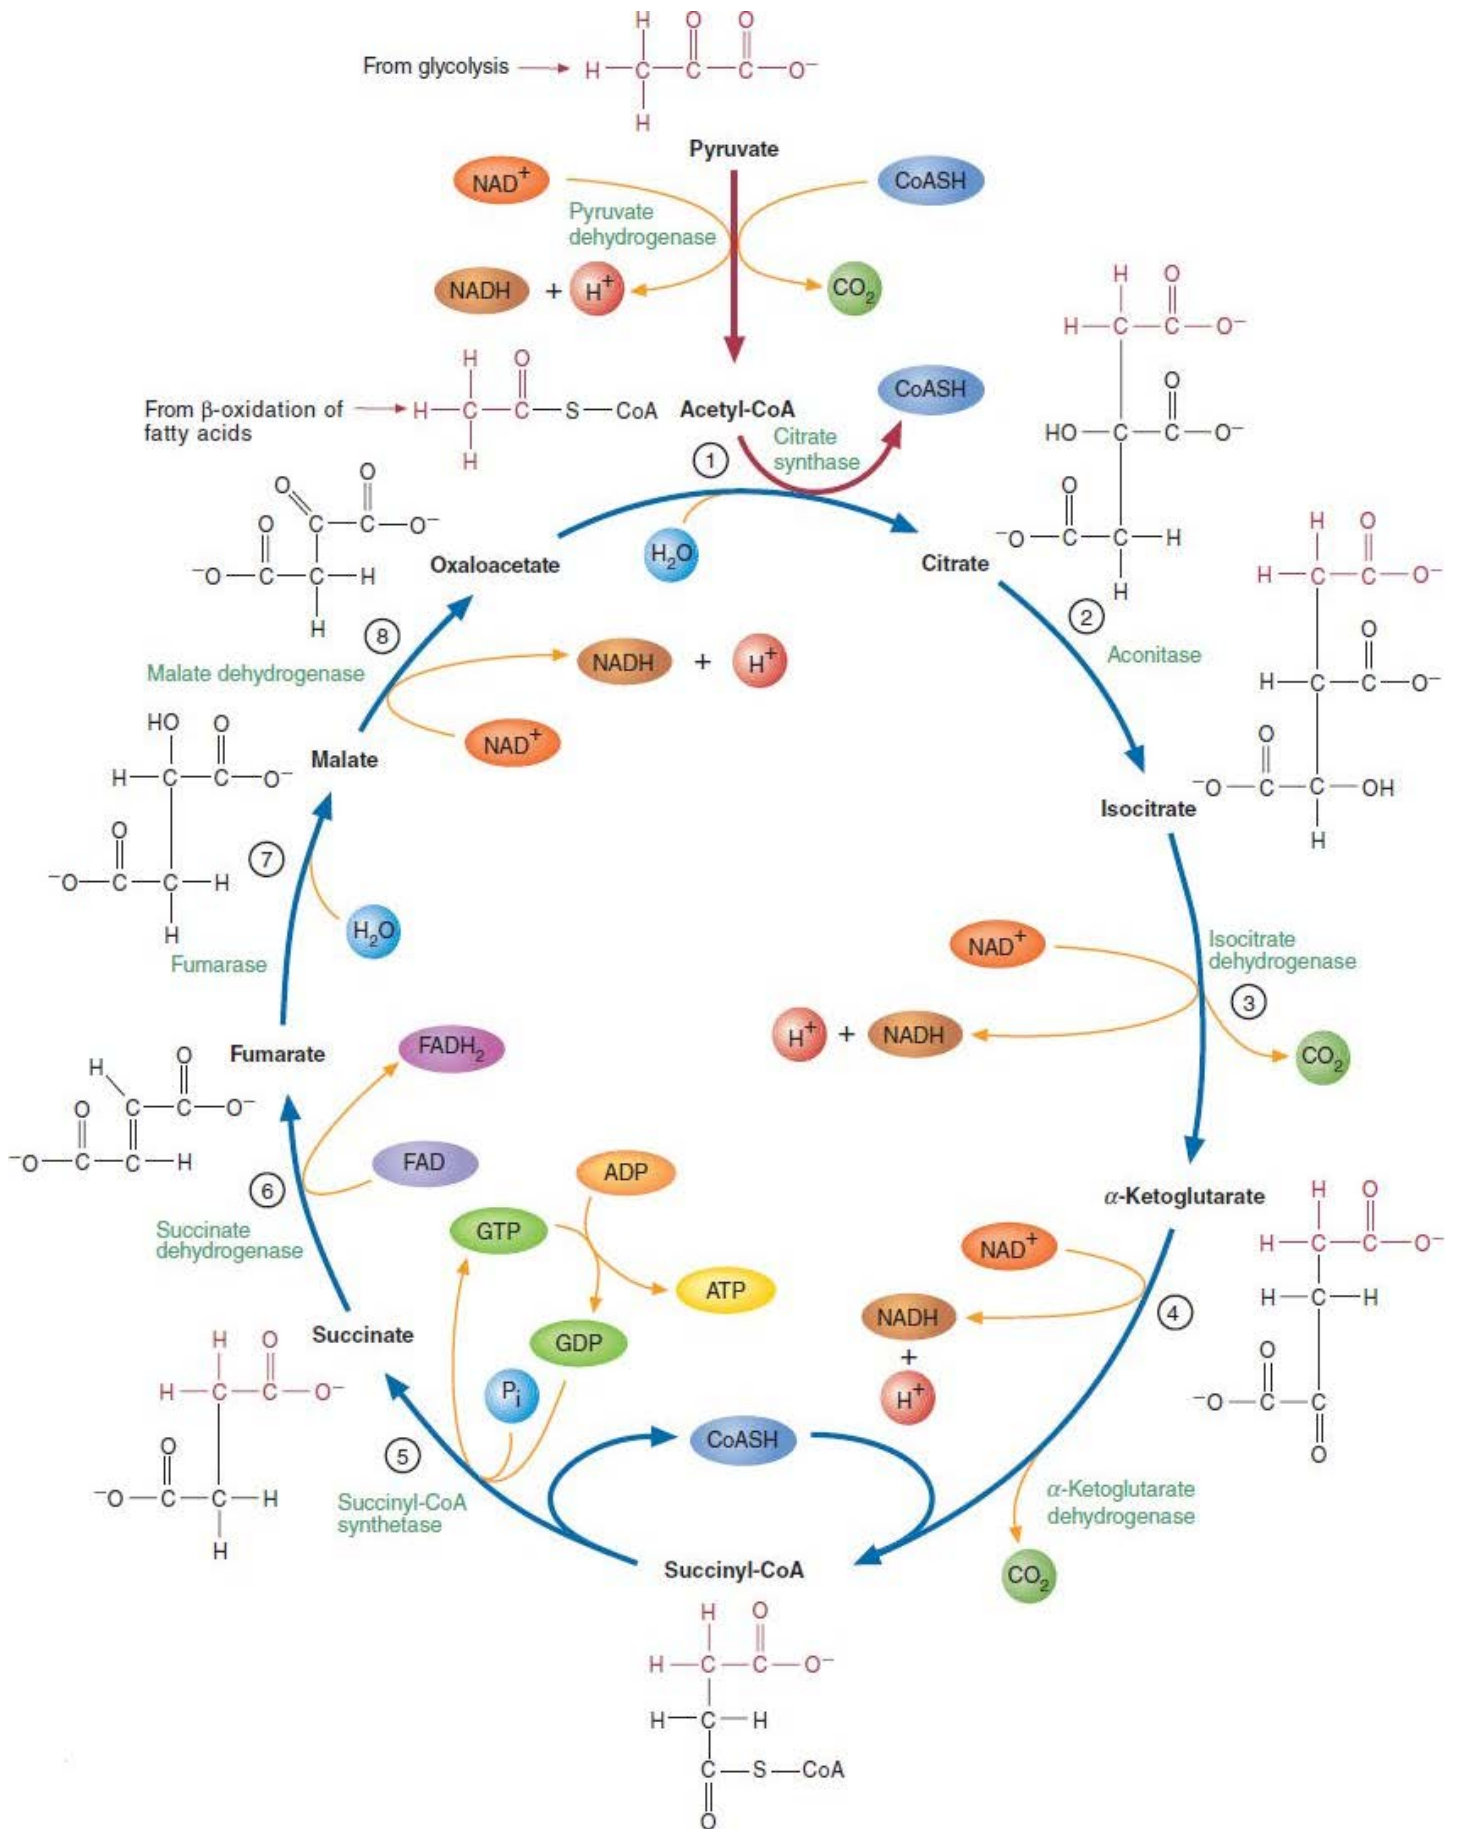 H O O
From glycolysis H—C—C—C—O⁻
H
Pyruvate
NAD⁺
CoASH
Pyruvate
dehydrogenase
NADH + H⁺
CO₂
H O
From β-oxidation of
fatty acids
H—C—C—S—CoA
H
Acetyl-CoA
CoASH
Citrate
synthase
1
H₂O
Citrate
H O
H—C—C—O⁻
O
HO—C—C—O⁻
O
⁻O—C—C—H
H
2
Aconitase
Isocitrate
H O
H—C—C—O⁻
O
H—C—C—O⁻
O
⁻O—C—C—OH
H
NAD⁺
Isocitrate
dehydrogenase
3
H⁺ + NADH
CO₂
α-Ketoglutarate
H O
H—C—C—O⁻
H—C—H
O
⁻O—C—C
O
NAD⁺
4
NADH
+
H⁺
α-Ketoglutarate
dehydrogenase
CO₂
CoASH
Succinyl-CoA
H O
H—C—C—O⁻
H—C—H
C—S—CoA
O
5
Succinyl-CoA
synthetase
Pᵢ
GDP
GTP
ADP
ATP
Succinate
H O
H—C—C—O⁻
O
⁻O—C—C—H
H
6
Succinate
dehydrogenase
FAD
FADH₂
Fumarate
H O
C—C—O⁻
O
⁻O—C—C—H
7
Fumarase
H₂O
Malate
HO O
H—C—C—O⁻
O
⁻O—C—C—H
H
8
Malate dehydrogenase
NAD⁺
NADH + H⁺
Oxaloacetate
O O
C—C—O⁻
O
⁻O—C—C—H
H